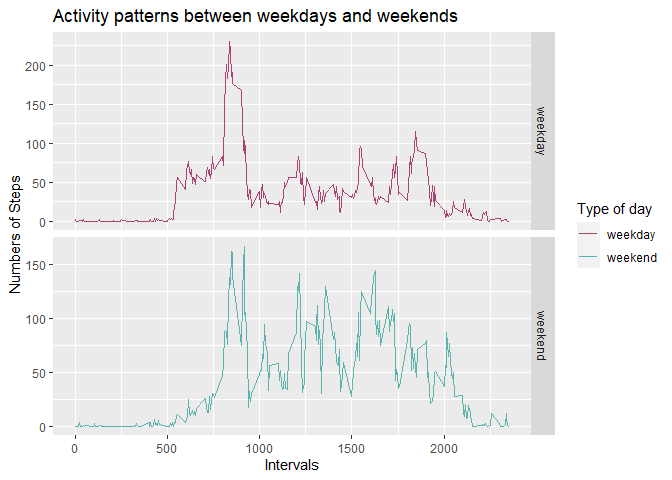 Activity patterns between weekdays and weekends
Numbers of Steps
200
150
100
50
0
weekday
150
100
50
0
weekend
0
500
1000
1500
2000
Intervals
Type of day
weekday
weekend